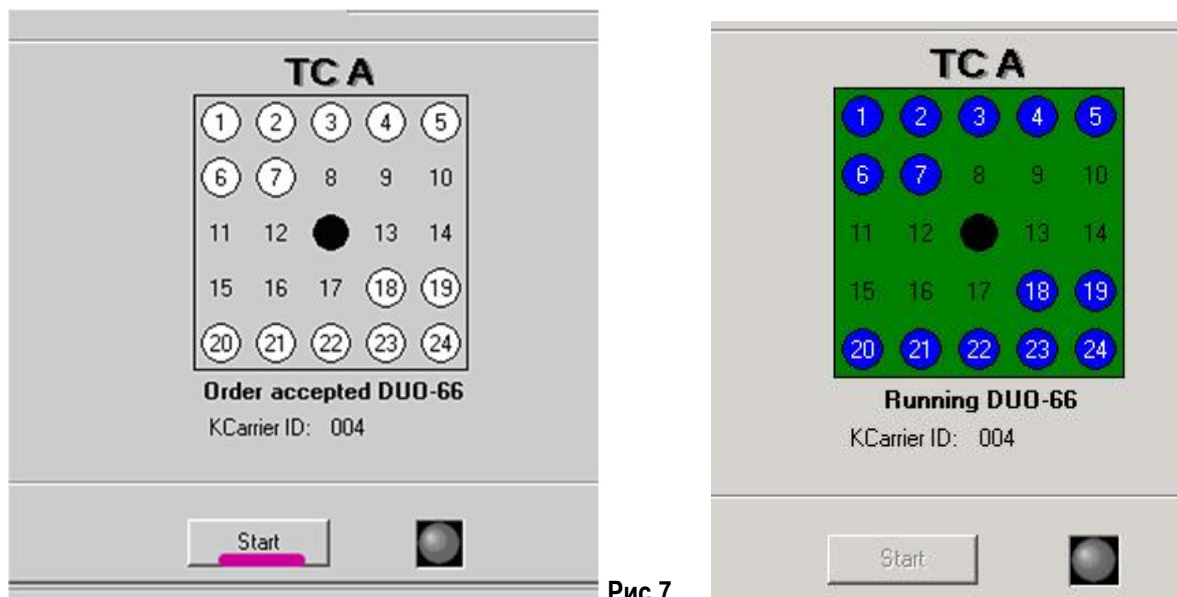 TC A
1 2 3 4 5
6 7 8 9 10
11 12 13 14
15 16 17 18 19
20 21 22 23 24
Order accepted DUO-66
KCarrier ID: 004
Start
Рис 7
TC A
1 2 3 4 5
6 7 8 9 10
11 12 13 14
15 16 17 18 19
20 21 22 23 24
Running DUO-66
KCarrier ID: 004
Start